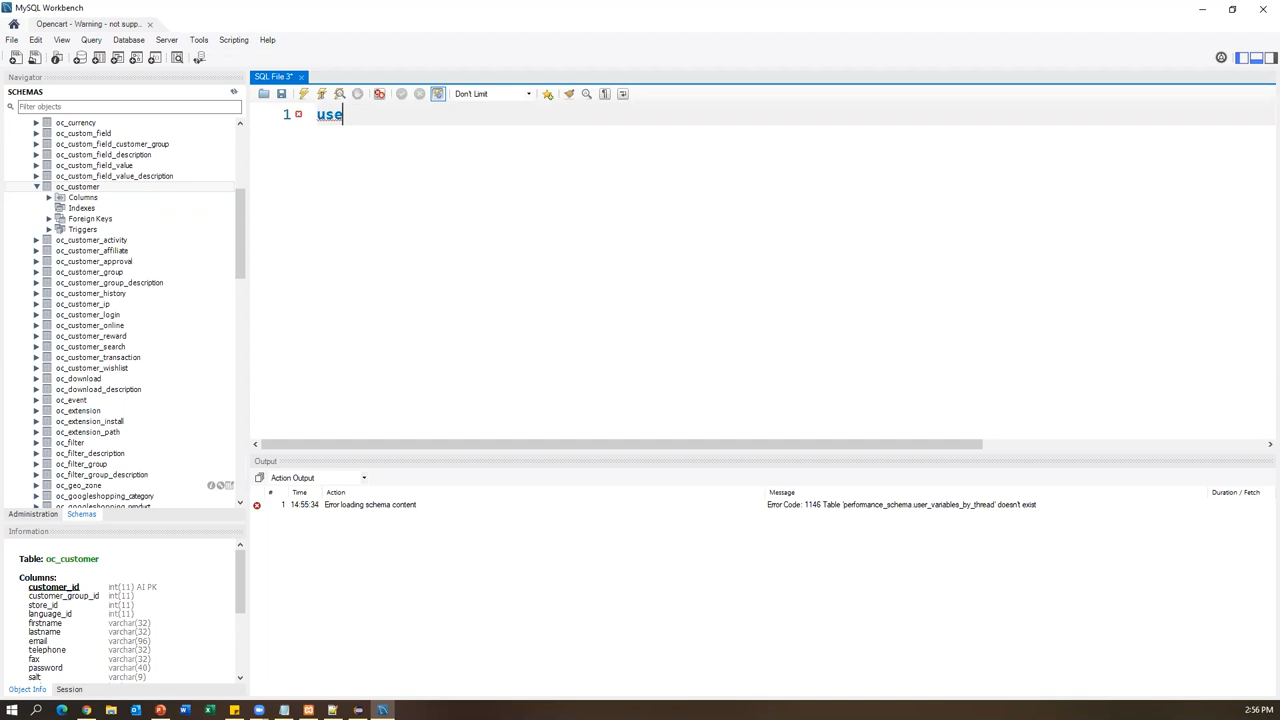 MySQL Workbench
Opencart - Warning - not supp..
File Edit View Query Database Server Tools Scripting Help
Navigator
SCHEMAS
Filter objects
oc_currency
oc_custom_field
oc_custom_field_customer_group
oc_custom_field_description
oc_custom_field_value
oc_custom_field_value_description
oc_customer
Columns
Indexes
Foreign Keys
Triggers
oc_customer_activity
oc_customer_affiliate
oc_customer_approval
oc_customer_group
oc_customer_group_description
oc_customer_history
oc_customer_ip
oc_customer_login
oc_customer_online
oc_customer_reward
oc_customer_search
oc_customer_transaction
oc_customer_wishlist
oc_download
oc_download_description
oc_event
oc_extension
oc_extension_install
oc_extension_path
oc_filter
oc_filter_description
oc_filter_group
oc_filter_group_description
oc_geo_zone
oc_googleshopping_category
oc_googleshopping_product
Administration Schemas
Information
Table: oc_customer
Columns:
customer_id int(11) AI PK
customer_group_id int(11)
store_id int(11)
language_id int(11)
firstname varchar(32)
lastname varchar(32)
email varchar(96)
telephone varchar(32)
fax varchar(32)
password varchar(40)
salt varchar(9)
Object Info Session
SQL File 3*
Don't Limit
1 use
Output
Action Output
# Time Action Message Duration / Fetch
1 14:55:34 Error loading schema content Error Code: 1146 Table 'performance_schema.user_variables_by_thread' doesn't exist
2:56 PM